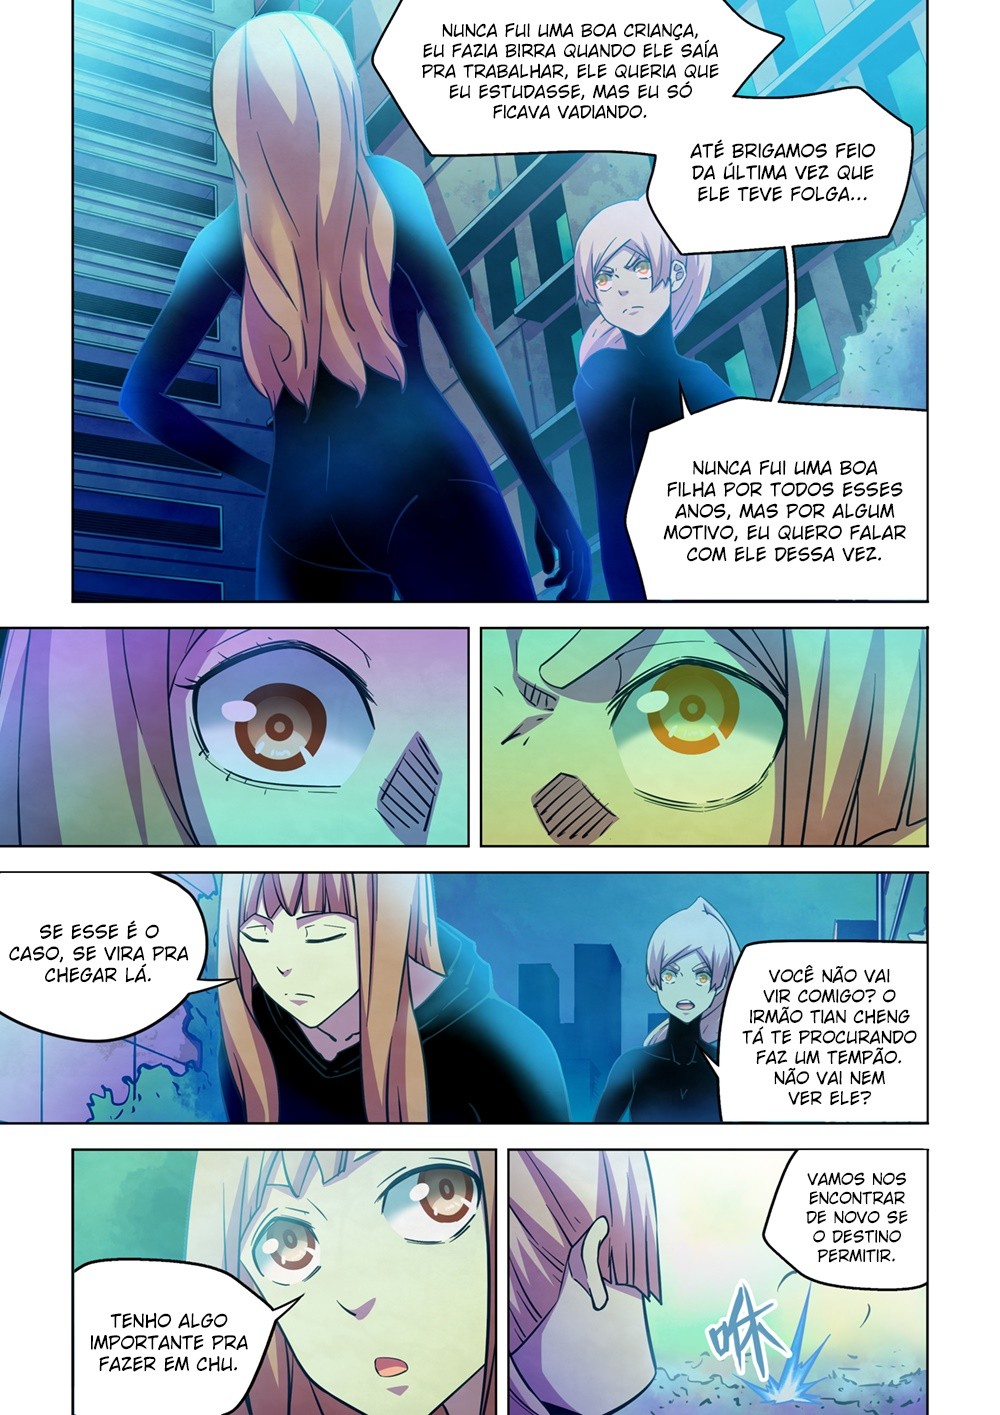 NUNCA FUI UMA BOA CRIANÇA,
EU FAZIA BIRRA QUANDO ELE SAÍA
PRA TRABALHAR, ELE QUERIA QUE
EU ESTUDASSE, MAS EU SÓ
FICAVA VADIANDO.
ATÉ BRIGAMOS FEIO
DA ÚLTIMA VEZ QUE
ELE TEVE FOLGA...
NUNCA FUI UMA BOA
FILHA POR TODOS ESSES
ANOS, MAS POR ALGUM
MOTIVO, EU QUERO FALAR
COM ELE DESSA VEZ.
SE ESSE É O
CASO, SE VIRA PRA
CHEGAR LÁ.
VOCÊ NÃO VAI
VIR COMIGO? O
IRMÃO TIAN CHENG
TÁ TE PROCURANDO
FAZ UM TEMPÃO.
NÃO VAI NEM
VER ELE?
TENHO ALGO
IMPORTANTE PRA
FAZER EM CHU.
VAMOS NOS
ENCONTRAR
DE NOVO SE
O DESTINO
PERMITIR.